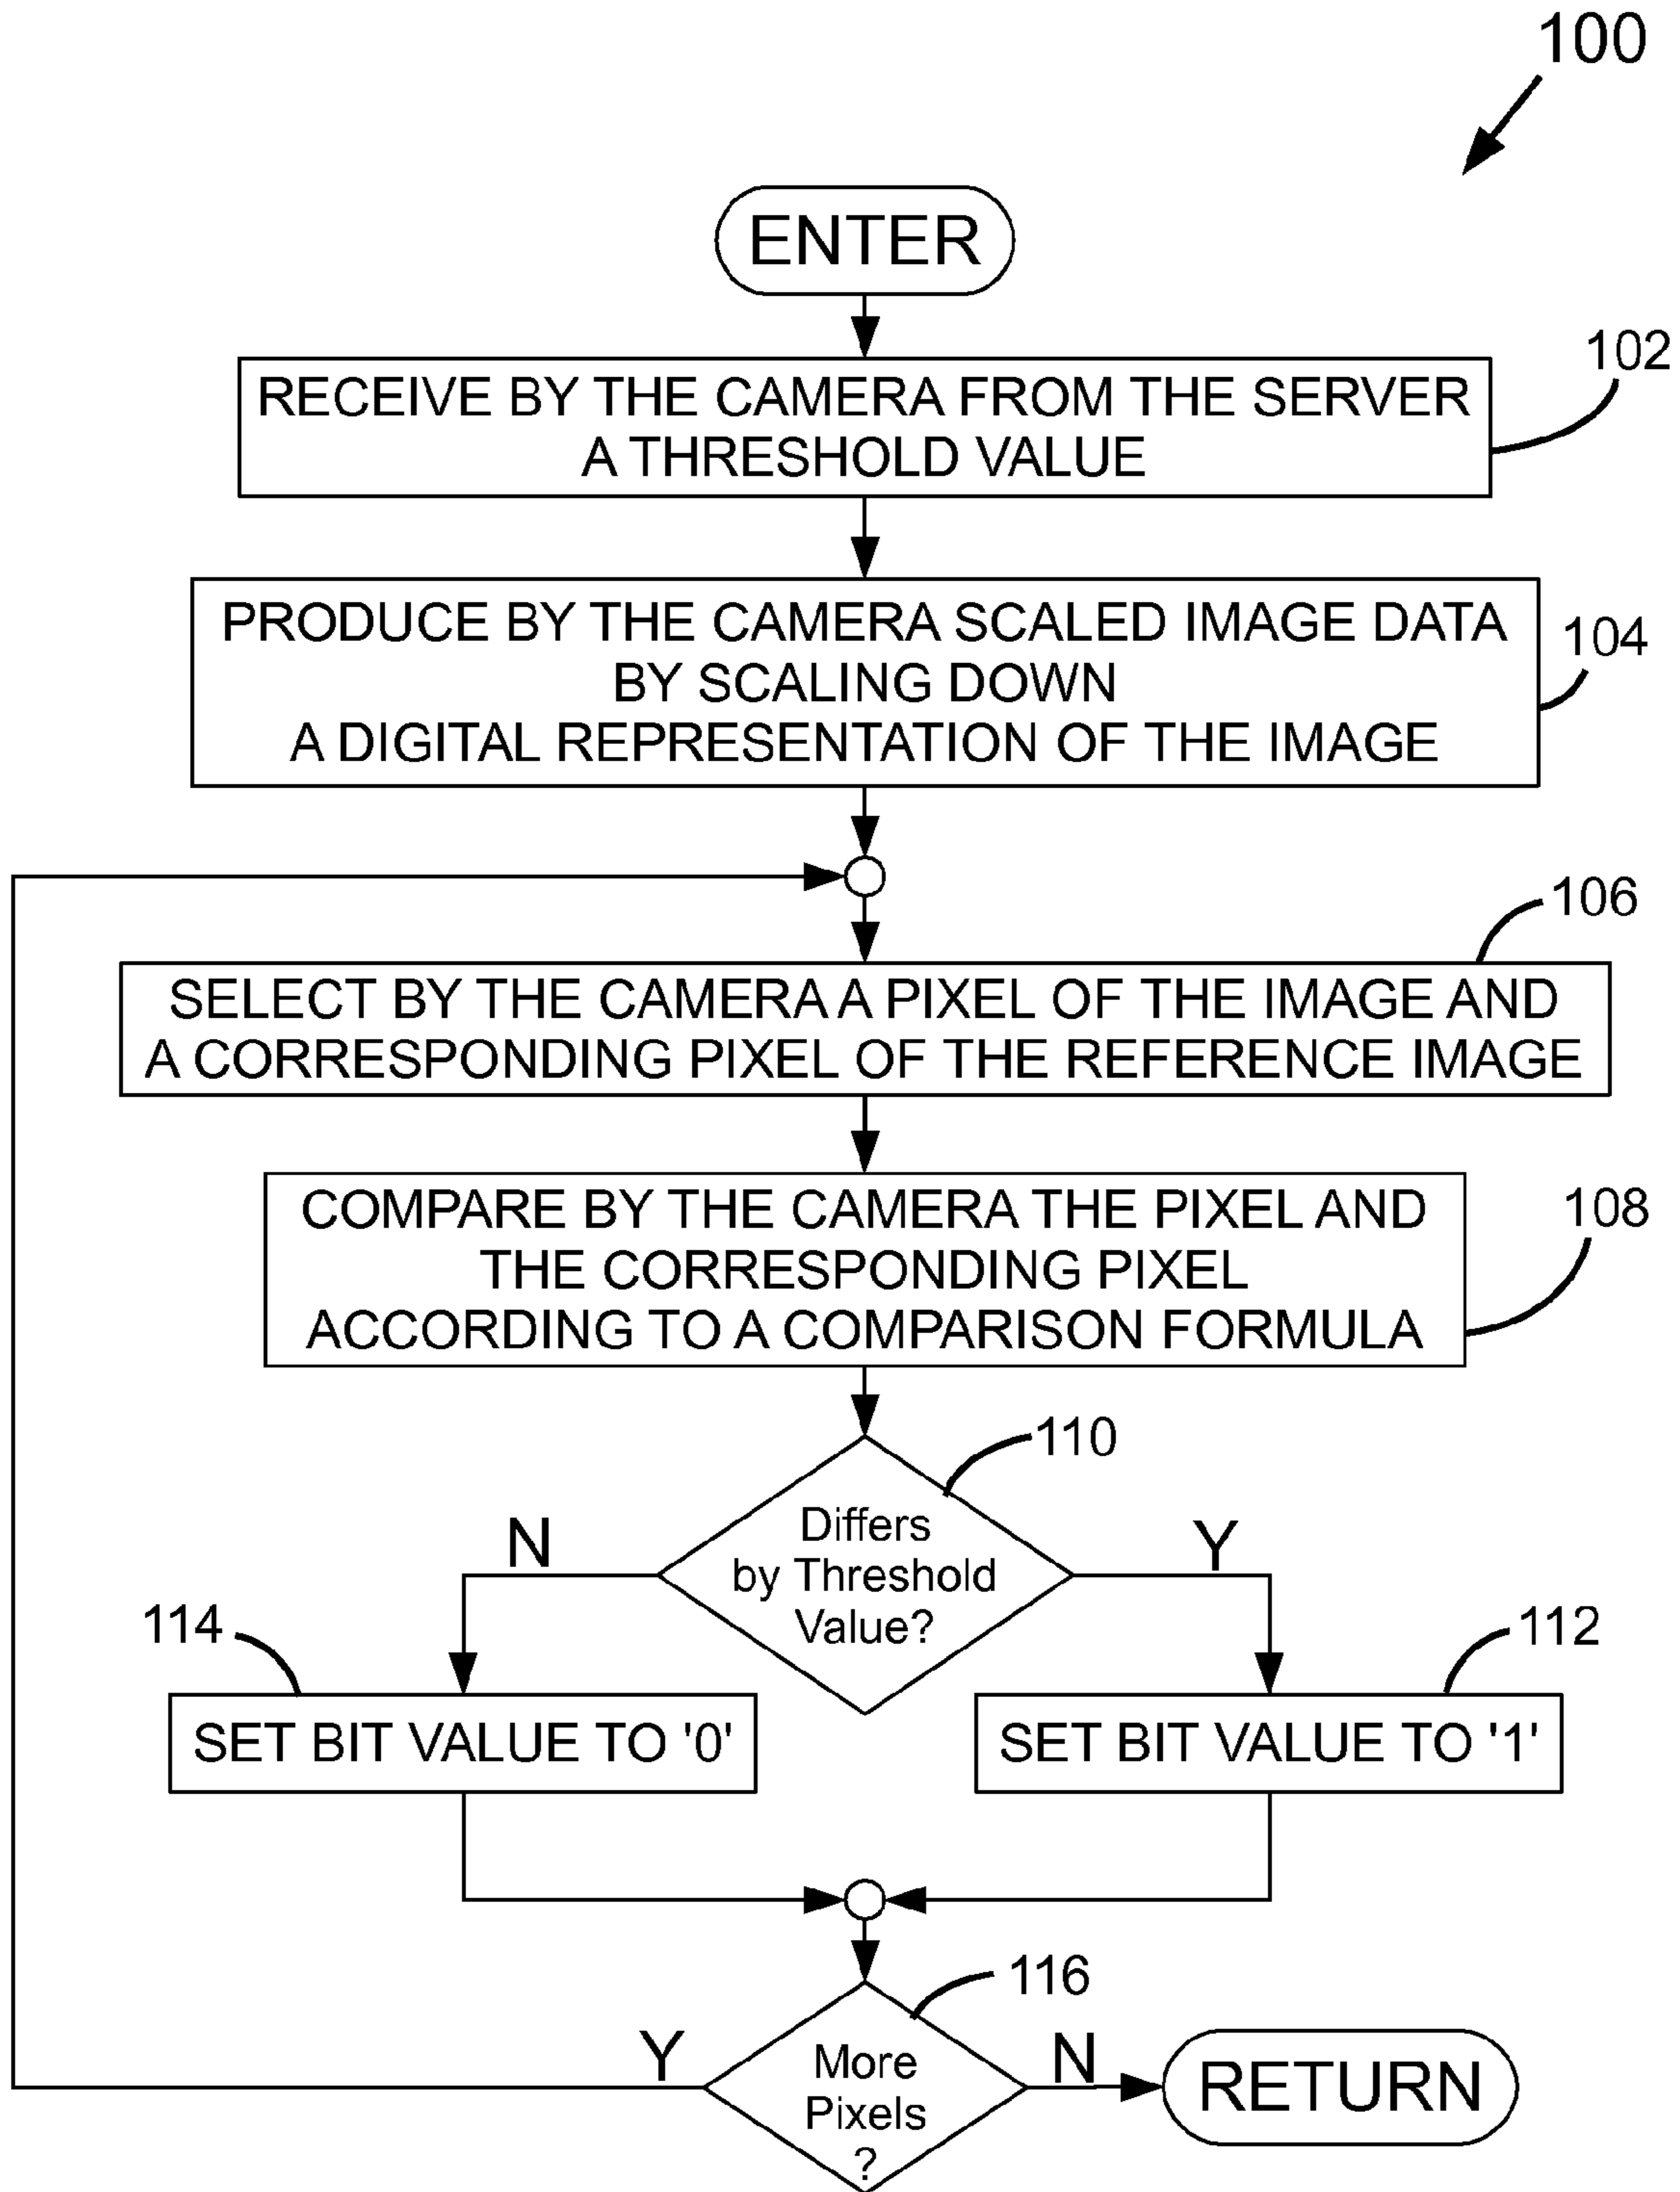 100
ENTER
102
RECEIVE BY THE CAMERA FROM THE SERVER
A THRESHOLD VALUE
104
PRODUCE BY THE CAMERA SCALED IMAGE DATA
BY SCALING DOWN
A DIGITAL REPRESENTATION OF THE IMAGE
106
SELECT BY THE CAMERA A PIXEL OF THE IMAGE AND
A CORRESPONDING PIXEL OF THE REFERENCE IMAGE
108
COMPARE BY THE CAMERA THE PIXEL AND
THE CORRESPONDING PIXEL
ACCORDING TO A COMPARISON FORMULA
110
Differs
by Threshold
Value?
N
Y
114
112
SET BIT VALUE TO '0'
SET BIT VALUE TO '1'
116
More
Pixels
?
Y
N
RETURN